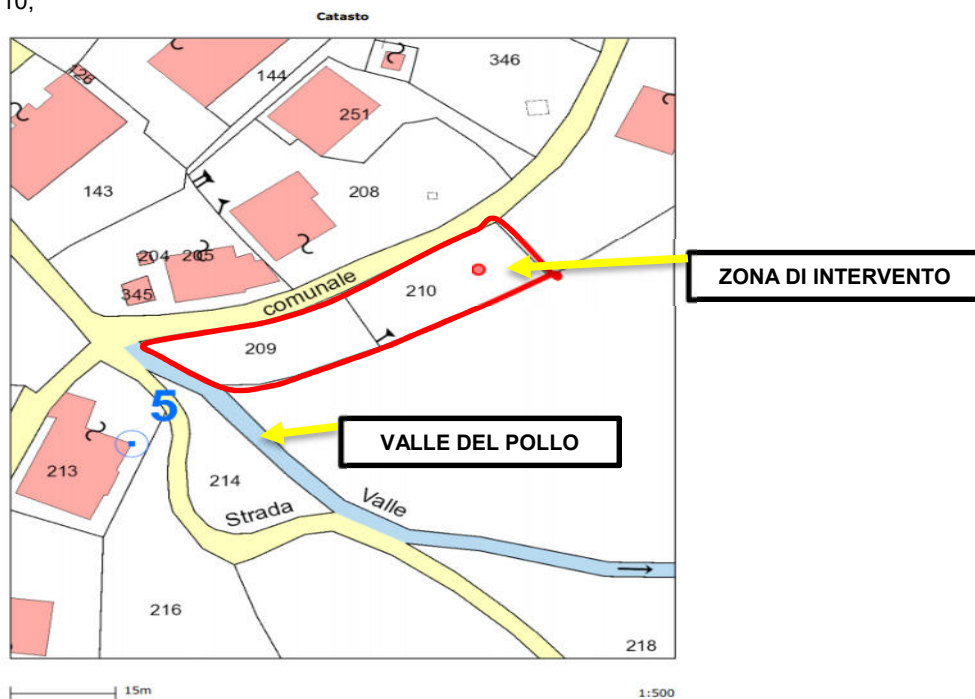 10,
Catasto
346
126
144
251
143
208
204 205
ZONA DI INTERVENTO
210
345
comunale
209
5
VALLE DEL POLLO
213
214
Valle
Strada
216
218
15m
1:500